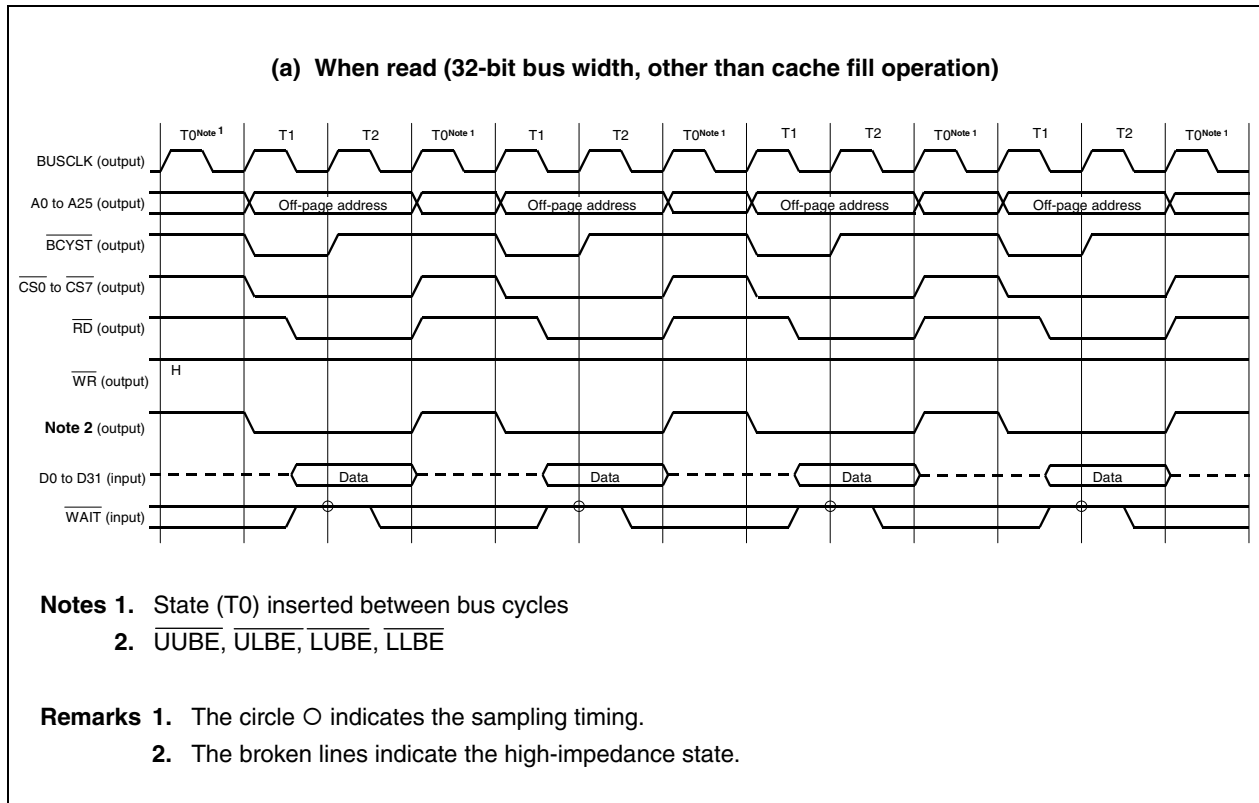 (a) When read (32-bit bus width, other than cache fill operation)
T0Note 1 T1 T2 T0Note 1 T1 T2 T0Note 1 T1 T2 T0Note 1 T1 T2 T0Note 1
BUSCLK (output)
A0 to A25 (output) Off-page address Off-page address Off-page address Off-page address
BCYST (output)
CS0 to CS7 (output)
RD (output)
H
WR (output)
Note 2 (output)
D0 to D31 (input) Data Data Data Data
WAIT (input)
Notes 1. State (T0) inserted between bus cycles
2. UUBE, ULBE, LUBE, LLBE
Remarks 1. The circle O indicates the sampling timing.
2. The broken lines indicate the high-impedance state.